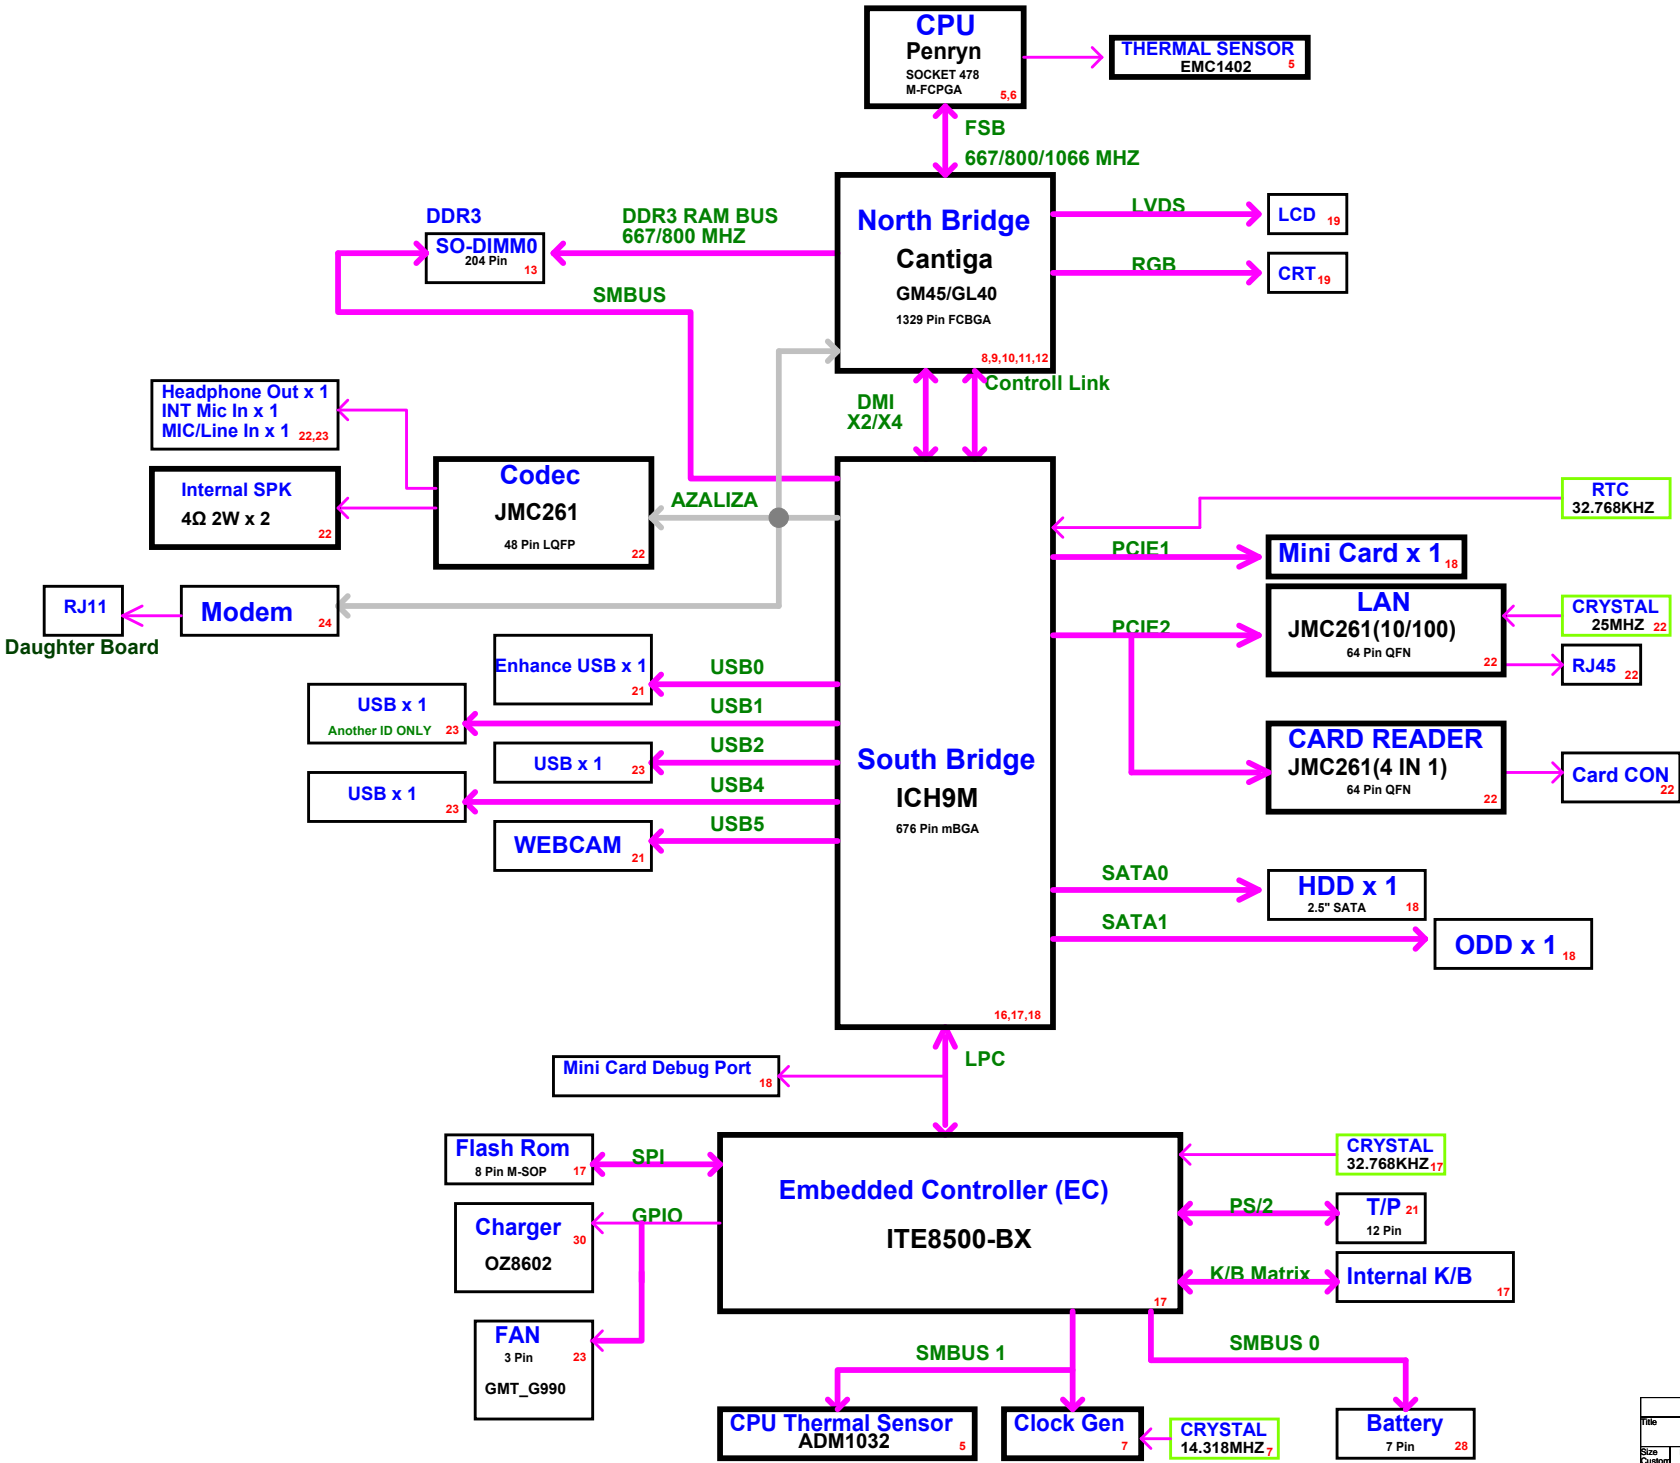 CPU
Penryn
SOCKET 478
M-FCPGA
5,6
THERMAL SENSOR
EMC1402 5
FSB
667/800/1066 MHZ
North Bridge
Cantiga
GM45/GL40
1329 Pin FCBGA
8,9,10,11,12
LVDS
LCD 19
RGB
CRT 19
DDR3
SO-DIMM0
204 Pin
13
DDR3 RAM BUS
667/800 MHZ
SMBUS
Controll Link
DMI
X2/X4
Headphone Out x 1
INT Mic In x 1
MIC/Line In x 1 22,23
Internal SPK
4Ω 2W x 2
22
Codec
JMC261
48 Pin LQFP
22
AZALIZA
RJ11
Daughter Board
Modem
24
South Bridge
ICH9M
676 Pin mBGA
16,17,18
RTC
32.768KHZ
PCIE1
Mini Card x 1 18
PCIE2
LAN
JMC261(10/100)
64 Pin QFN
22
CRYSTAL
25MHZ 22
RJ45
22
CARD READER
JMC261(4 IN 1)
64 Pin QFN
22
Card CON
22
Enhance USB x 1
21
USB0
USB x 1
Another ID ONLY 23
USB1
USB x 1
23
USB2
USB x 1
23
USB4
WEBCAM
21
USB5
SATA0
HDD x 1
2.5" SATA
18
SATA1
ODD x 1 18
LPC
Mini Card Debug Port
18
Flash Rom
8 Pin M-SOP 17
SPI
Embedded Controller (EC)
ITE8500-BX
17
CRYSTAL
32.768KHZ 17
PS/2
T/P 21
12 Pin
K/B Matrix
Internal K/B
17
GPIO
Charger
30
OZ8602
FAN
3 Pin 23
GMT_G990
SMBUS 1
SMBUS 0
CPU Thermal Sensor
ADM1032 5
Clock Gen
7
CRYSTAL
14.318MHZ 7
Battery
7 Pin 28
Title
Size
Custom